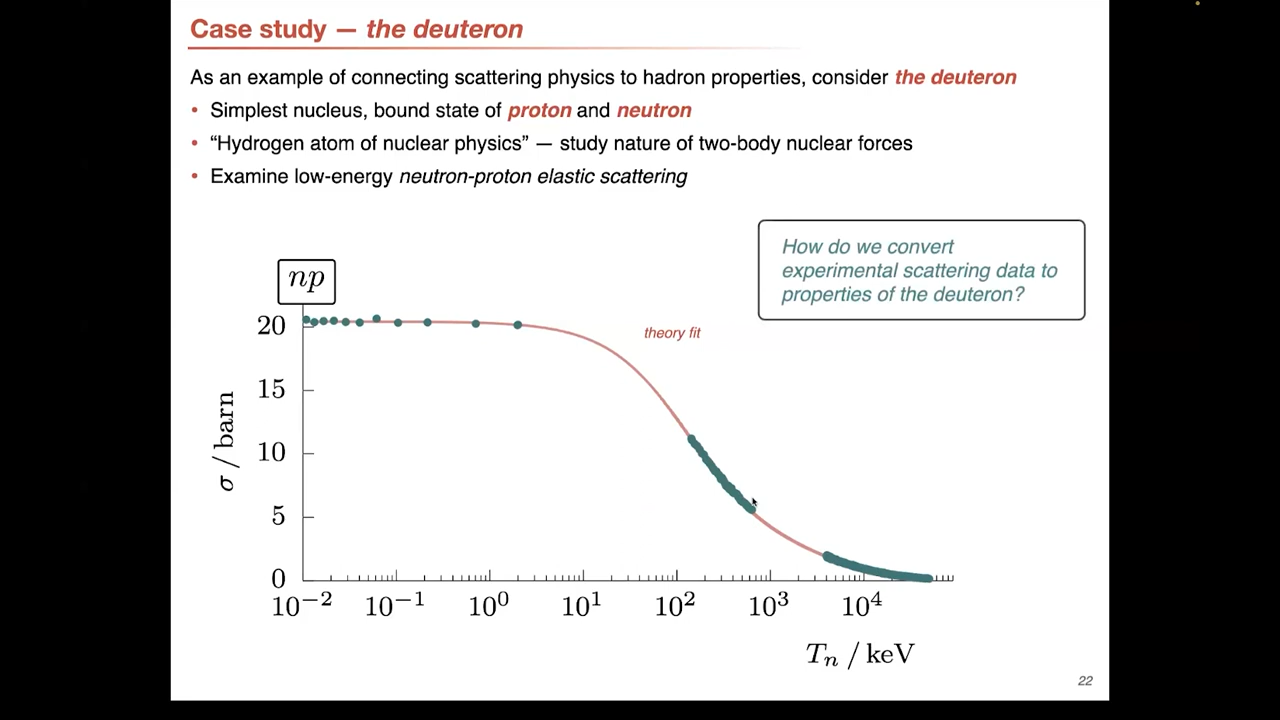 Case study — the deuteron
As an example of connecting scattering physics to hadron properties, consider the deuteron
• Simplest nucleus, bound state of proton and neutron
• “Hydrogen atom of nuclear physics” — study nature of two-body nuclear forces
• Examine low-energy neutron-proton elastic scattering
How do we convert
experimental scattering data to
properties of the deuteron?
np
theory fit
20
15
10
5
0
σ / barn
10⁻² 10⁻¹ 10⁰ 10¹ 10² 10³ 10⁴
Tₙ / keV
22